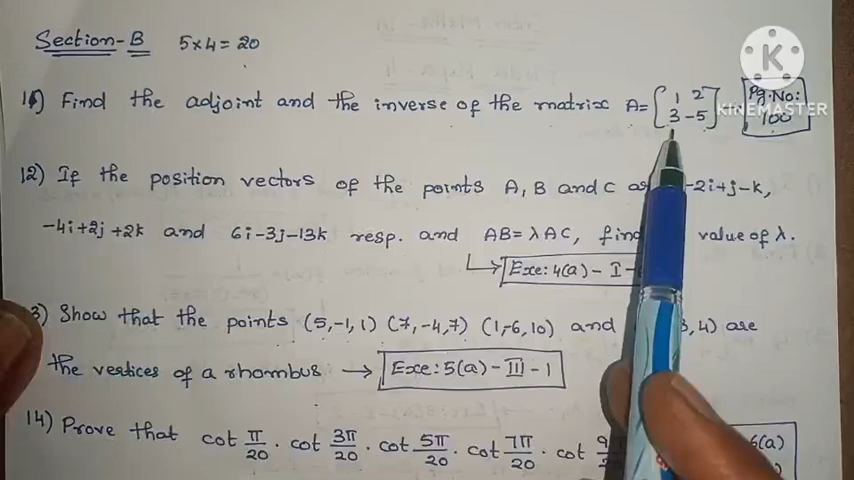 Section-B 5x4=20
11) Find the adjoint and the inverse of the matrix A= [1 2
3 -5] Pg.No: 100
KINEMASTER
12) If the position vectors of the points A, B and C -2i+j-k,
-4i+2j+2k and 6i-3j-13k resp. and AB=λAC, value of λ.
Exe: 4(a)-I-
3) Show that the points (5,-1,1) (7,-4,7) (1,-6,10) and 3,4) are
the vertices of a rhombus → Exe: 5(a)-III-1
14) Prove that cot π/20 . cot 3π/20 . cot 5π/20 . cot 7π/20 . cot 6(a)